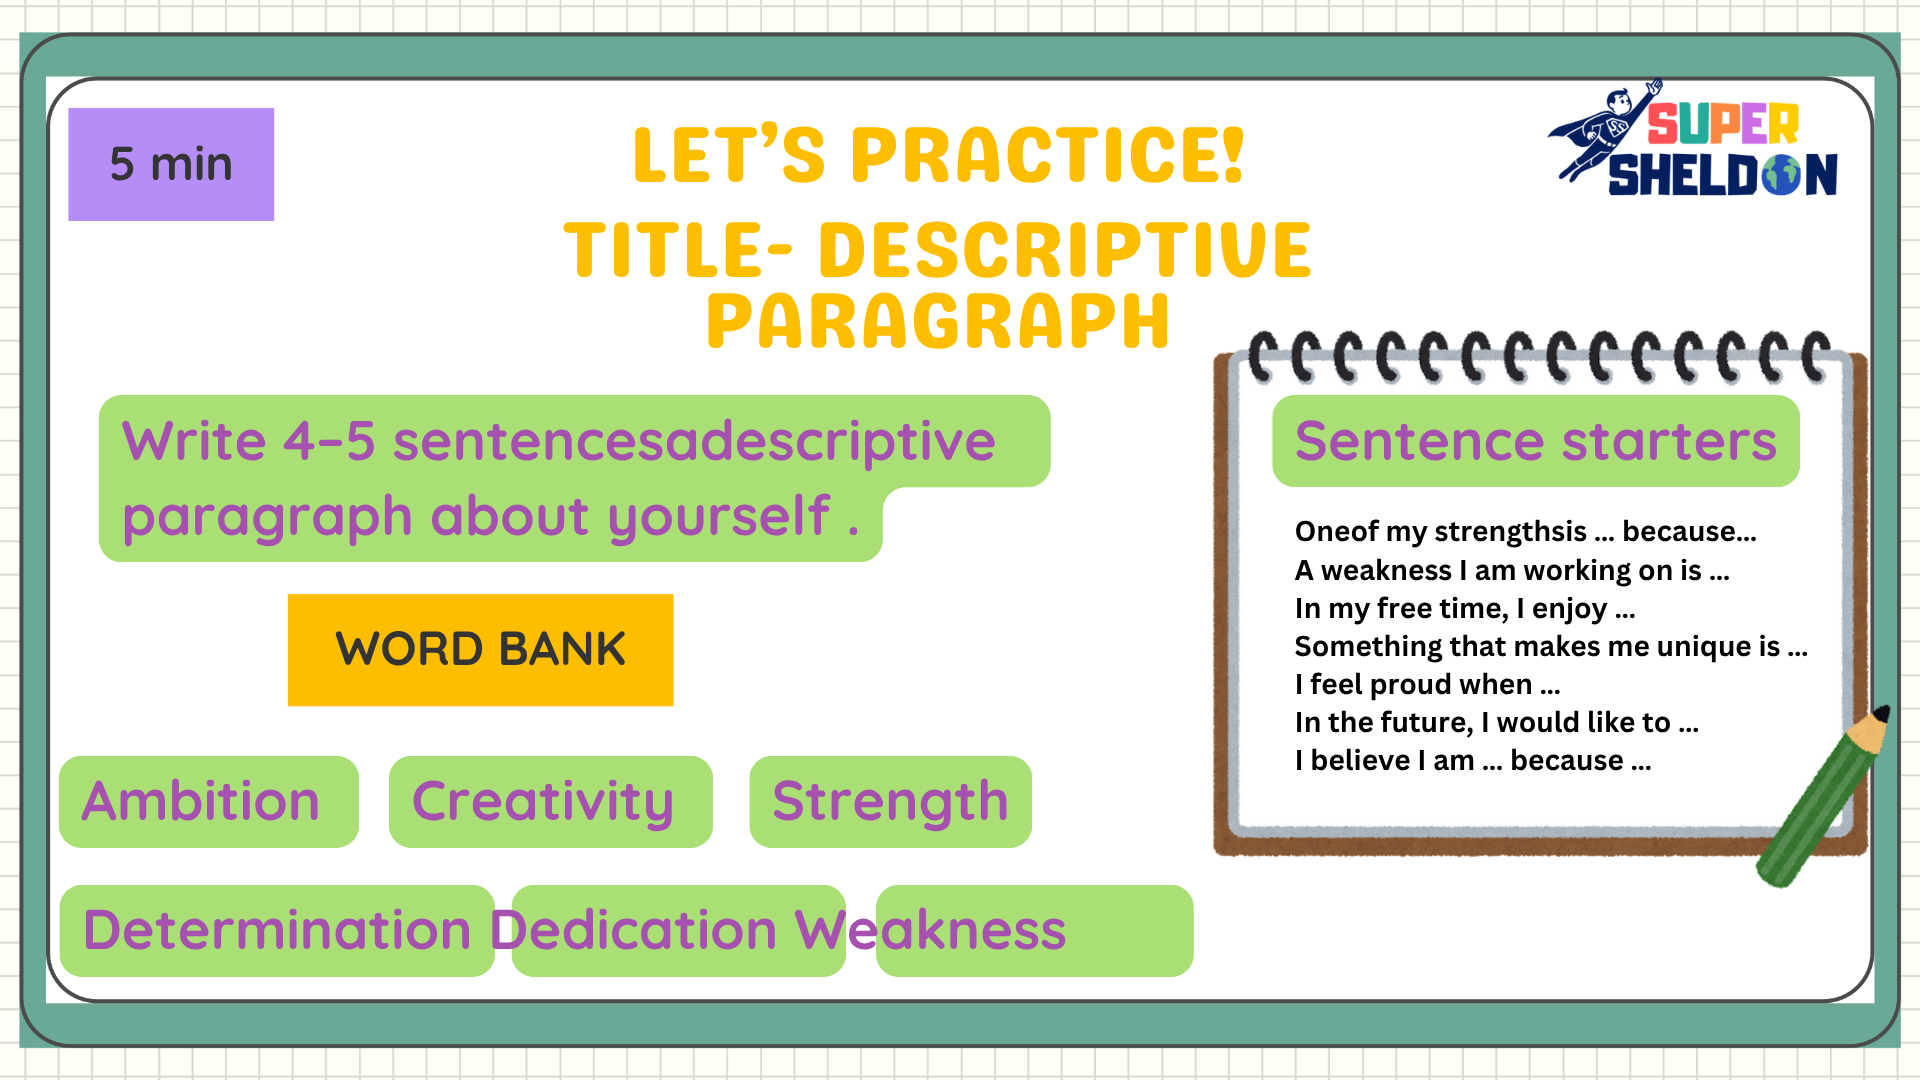 5 min
LET'S PRACTICE!
TITLE- DESCRIPTIVE
PARAGRAPH
SUPER
SHELDON
Write 4-5 sentencesadescriptive
paragraph about yourself .
WORD BANK
Ambition Creativity Strength
Determination Dedication Weakness
Sentence starters
Oneof my strengthsis ... because...
A weakness I am working on is ...
In my free time, I enjoy ...
Something that makes me unique is ...
I feel proud when ...
In the future, I would like to ...
I believe I am ... because ...